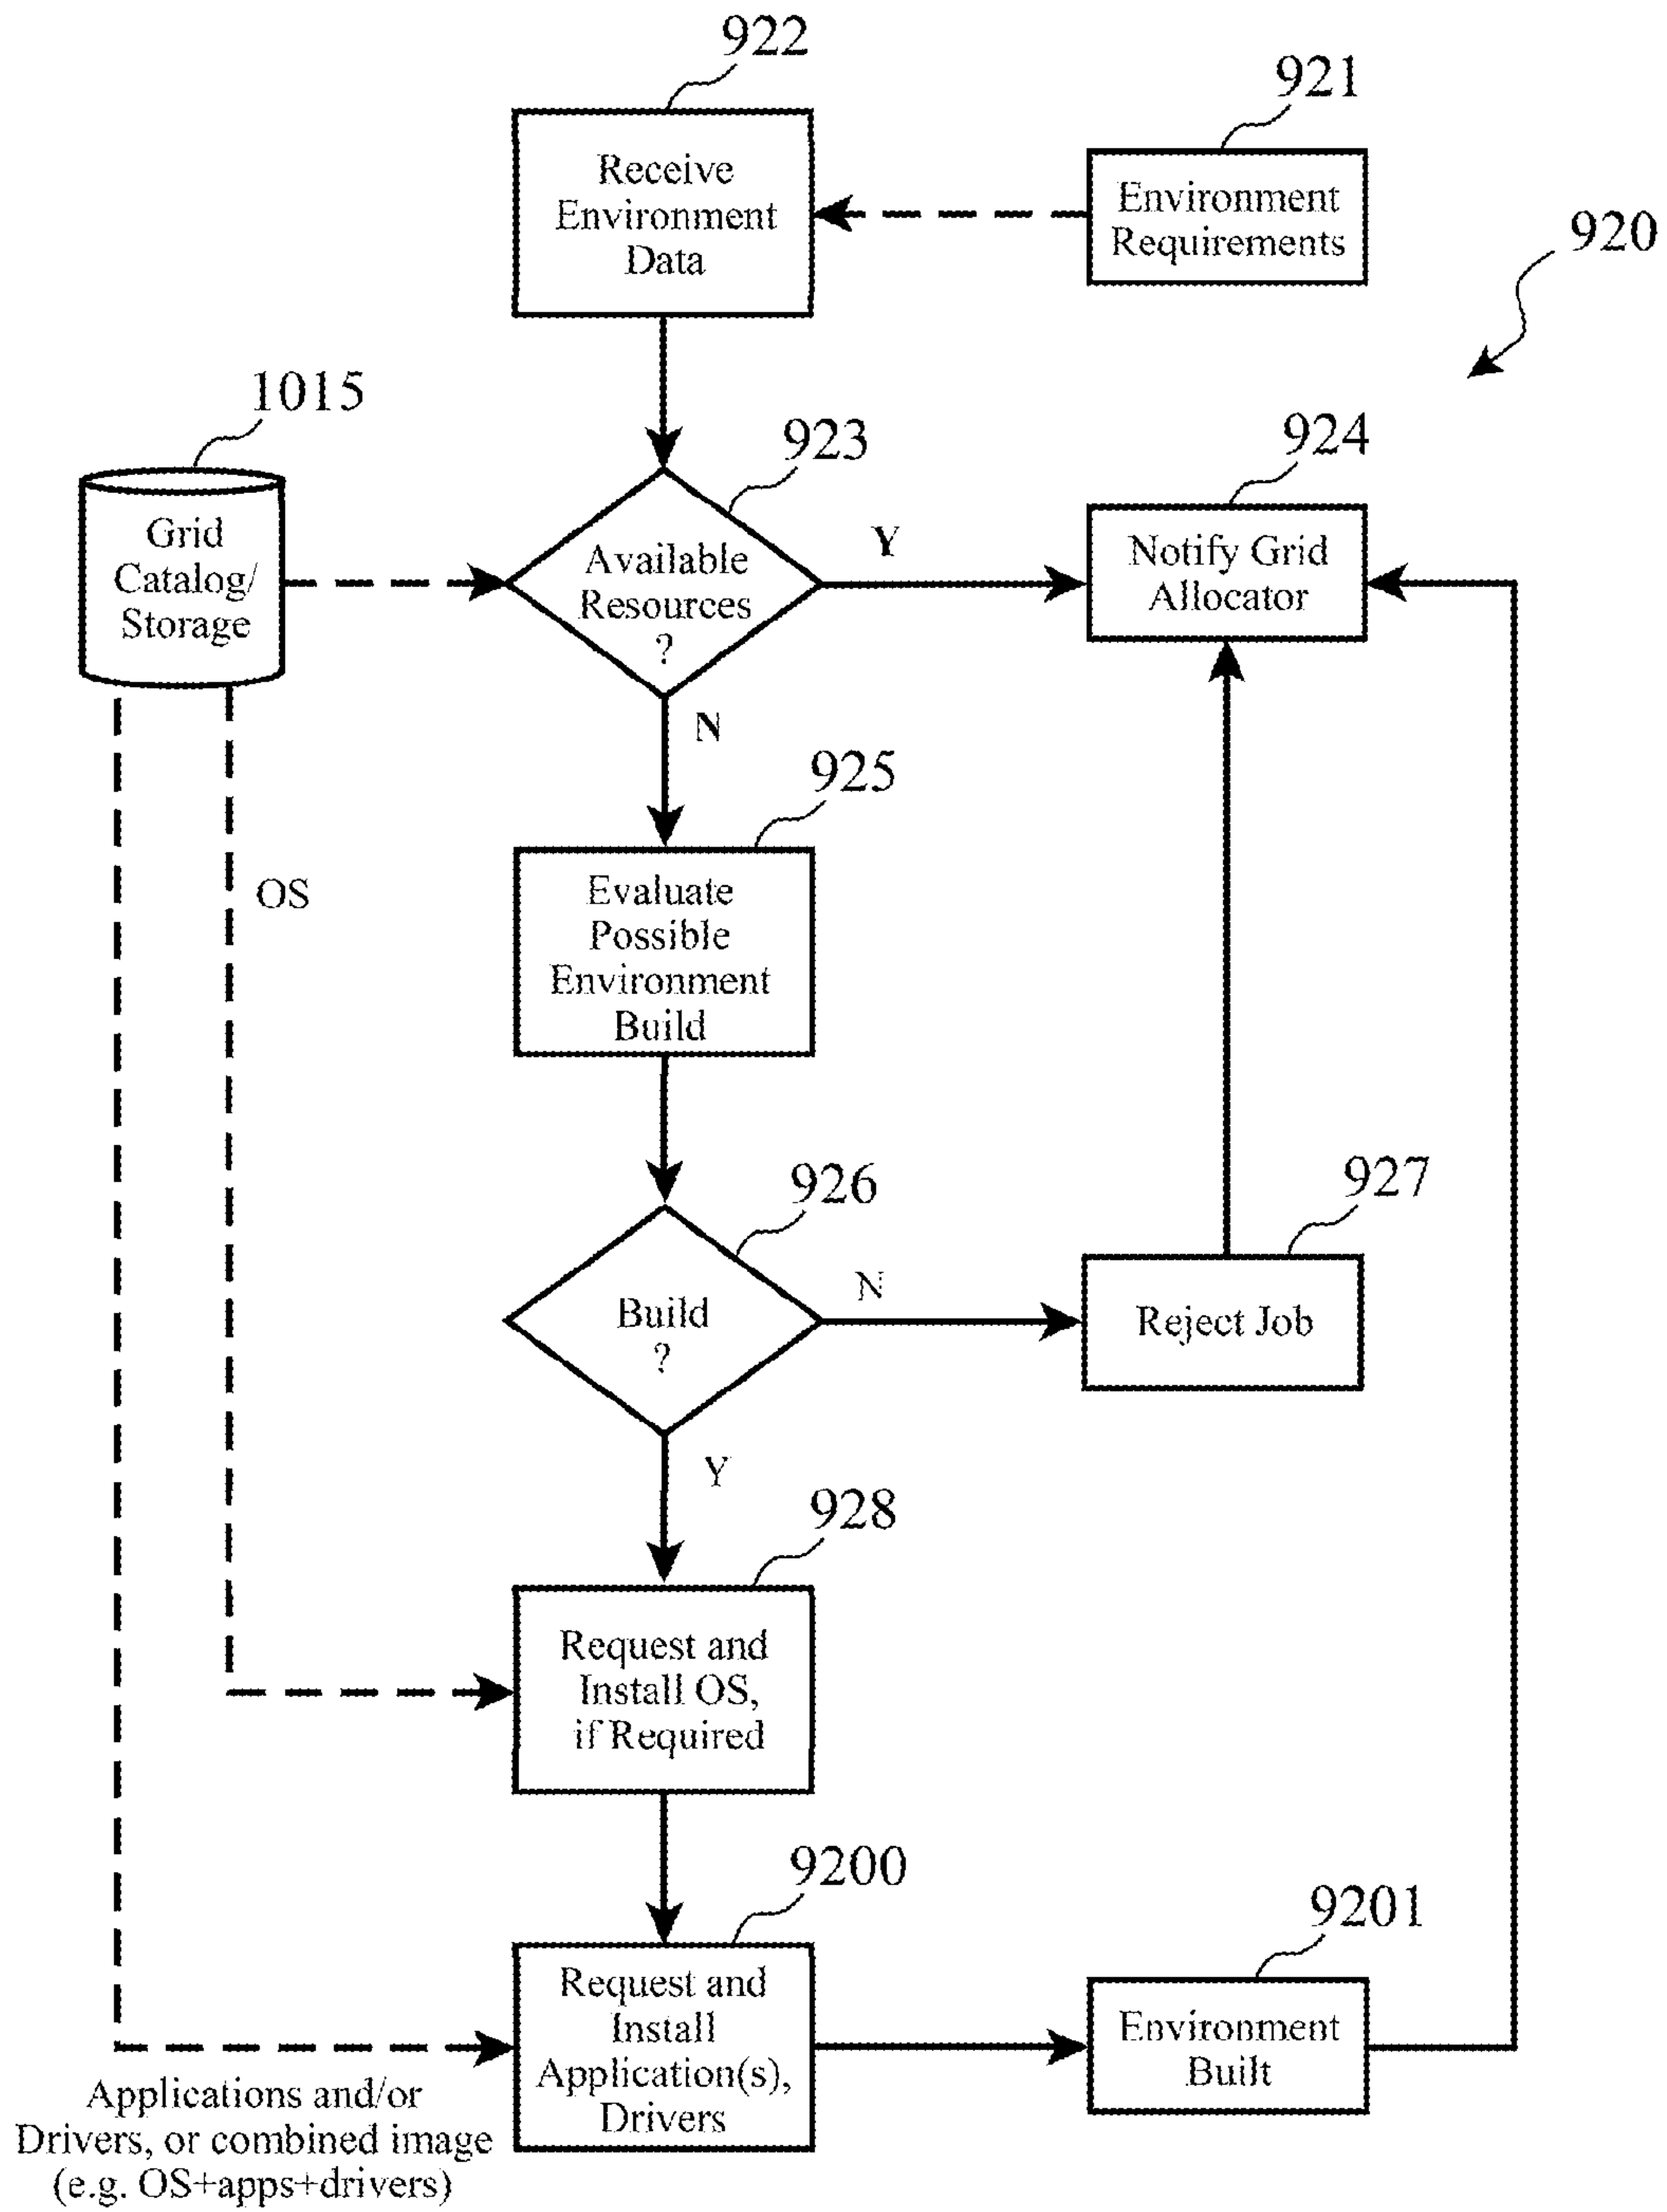 922
921
Receive
Environment
Data
Environment
Requirements
920
1015
923
924
Grid
Catalog/
Storage
Available
Resources
?
Y
Notify Grid
Allocator
N
925
OS
Evaluate
Possible
Environment
Build
926
927
Build
?
N
Reject Job
Y
928
Request and
Install OS,
if Required
9200
9201
Request and
Install
Application(s),
Drivers
Environment
Built
Applications and/or
Drivers, or combined image
(e.g. OS+apps+drivers)